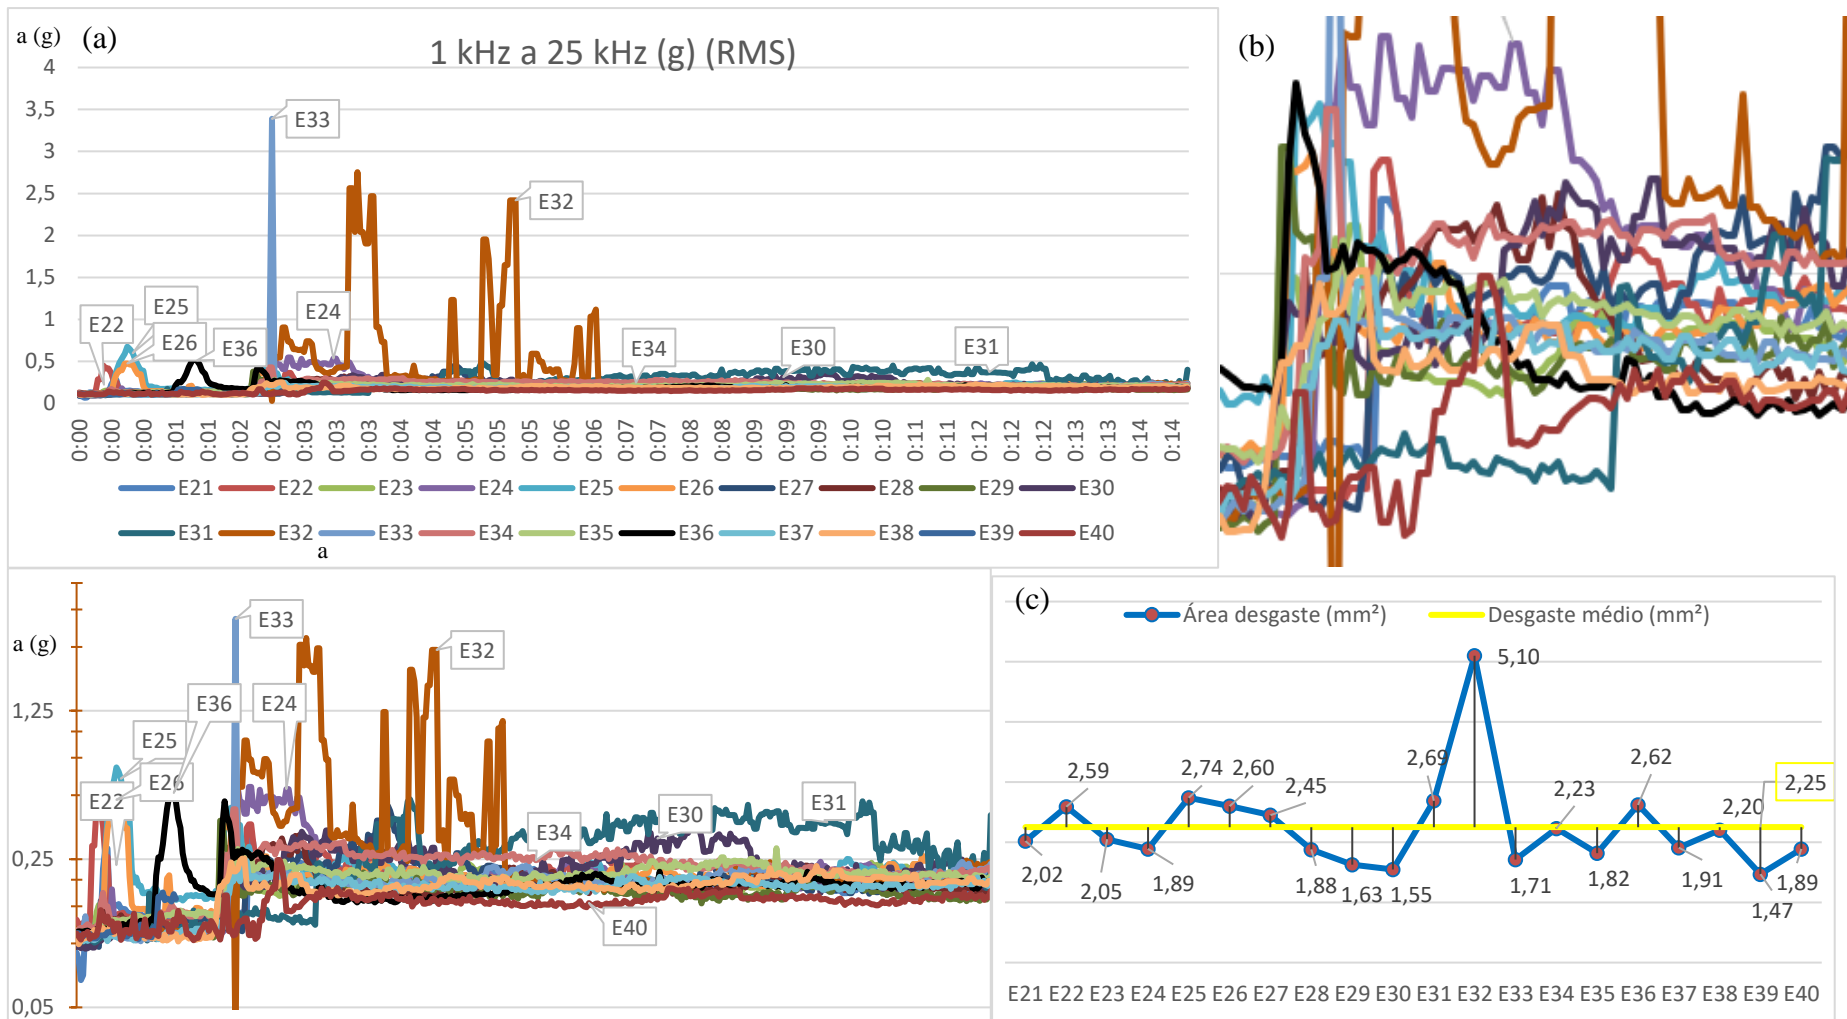 a (g)
(a)
1 kHz a 25 kHz (g) (RMS)
4
3,5
3
2,5
2
1,5
1
0,5
0
E33
E32
E25
E22
E26
E36
E24
E34
E30
E31
0:00 0:00 0:00 0:01 0:01 0:02 0:02 0:03 0:03 0:03 0:04 0:04 0:05 0:05 0:05 0:06 0:06 0:07 0:07 0:08 0:08 0:09 0:09 0:09 0:10 0:10 0:11 0:11 0:12 0:12 0:12 0:13 0:13 0:14 0:14
E21 E22 E23 E24 E25 E26 E27 E28 E29 E30
E31 E32 E33 E34 E35 E36 E37 E38 E39 E40
a
(b)
a (g)
1,25
0,25
0,05
E33
E32
E36
E24
E25
E26
E22
E34
E30
E31
E40
(c)
Área desgaste (mm²) Desgaste médio (mm²)
2,02
2,59
2,05
1,89
2,74
2,60
2,45
1,88
1,63
1,55
2,69
5,10
1,71
2,23
1,82
2,62
1,91
2,20
1,47
1,89
2,25
E21 E22 E23 E24 E25 E26 E27 E28 E29 E30 E31 E32 E33 E34 E35 E36 E37 E38 E39 E40